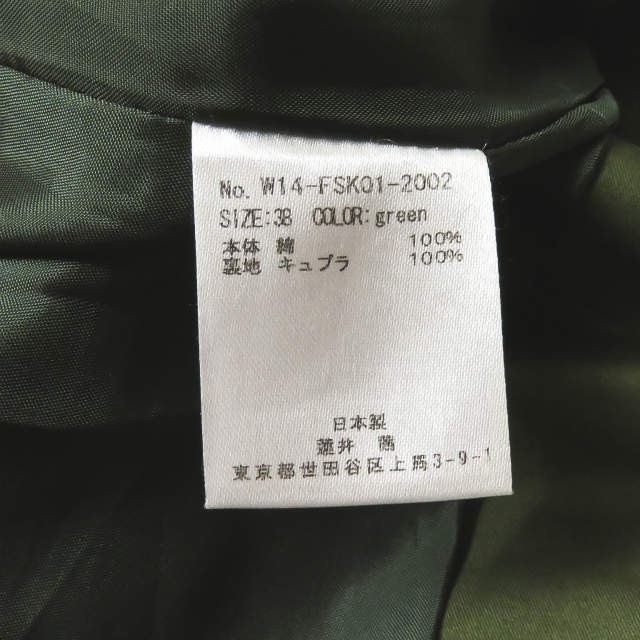 No. W14-FSK01-2002
SIZE:38 COLOR:green
本体 綿 100%
裏地 キュプラ 100%
日本製
蓮井 茜
東京都世田谷区上馬3-9-1